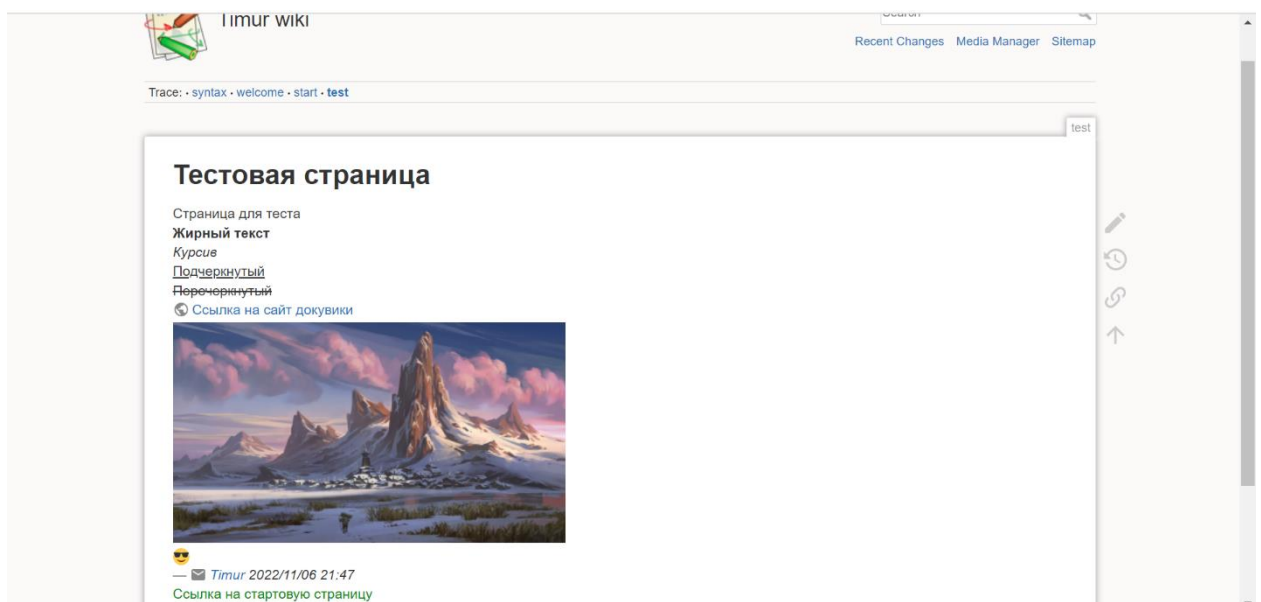 Timur wiki
Search
Recent Changes Media Manager Sitemap
Trace: • syntax • welcome • start • test
test
Тестовая страница
Страница для теста
Жирный текст
Курсив
Подчеркнутый
Перечеркнутый
Ссылка на сайт докувики
— Timur 2022/11/06 21:47
Ссылка на стартовую страницу